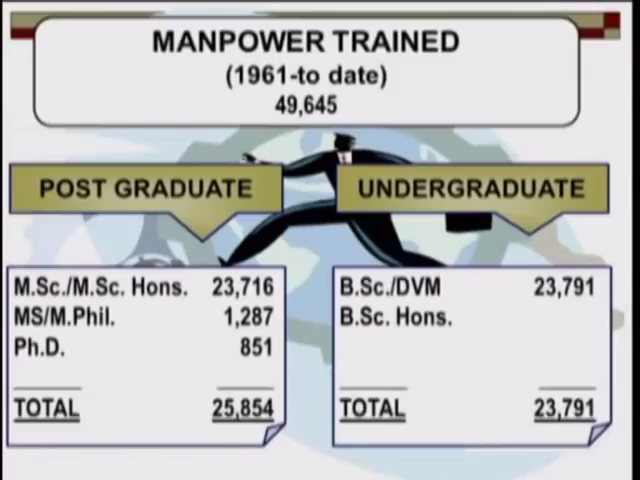 MANPOWER TRAINED
(1961-to date)
49,645
POST GRADUATE
M.Sc./M.Sc. Hons. 23,716
MS/M.Phil. 1,287
Ph.D. 851
TOTAL 25,854
UNDERGRADUATE
B.Sc./DVM 23,791
B.Sc. Hons.
TOTAL 23,791